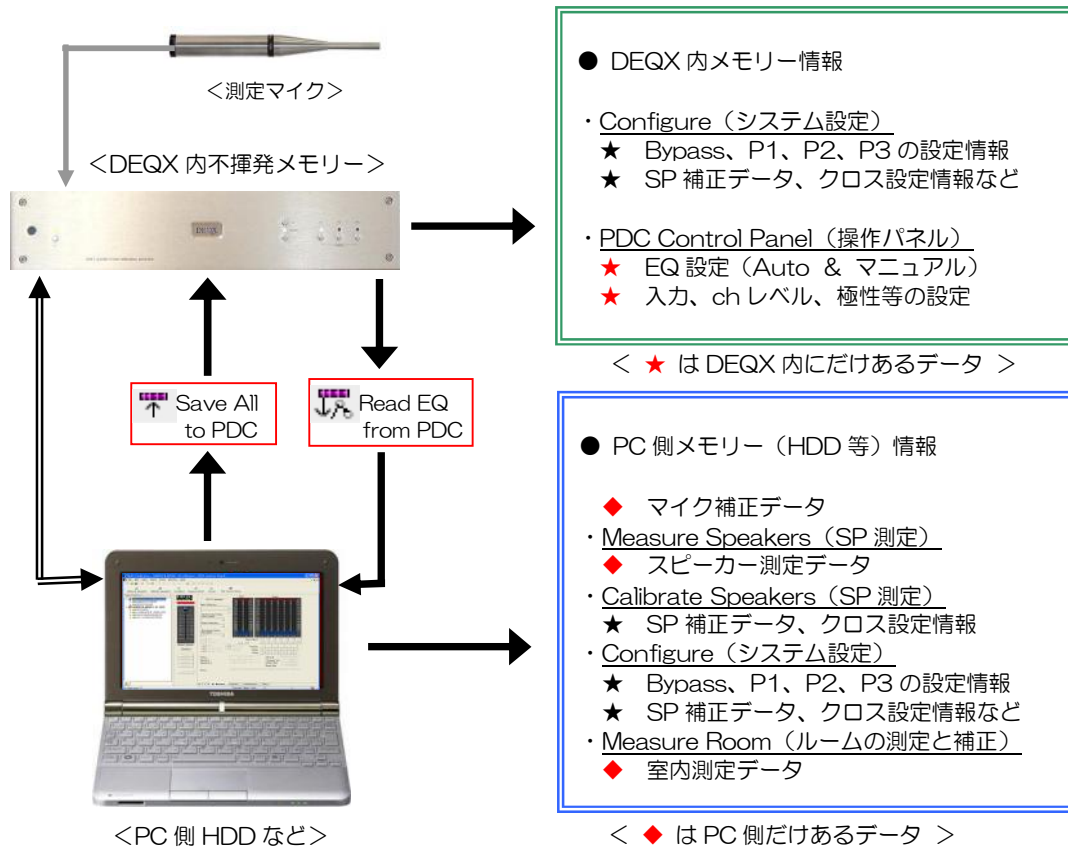 <測定マイク>
<DEQX 内不揮発メモリー>
DEQX
Save All
to PDC
Read EQ
from PDC
TOSHIBA
<PC 側 HDD など>
● DEQX 内メモリー情報
・Configure(システム設定)
★ Bypass、P1、P2、P3 の設定情報
★ SP 補正データ、クロス設定情報など
・PDC Control Panel(操作パネル)
★ EQ 設定(Auto & マニュアル)
★ 入力、ch レベル、極性等の設定
< ★ は DEQX 内にだけあるデータ >
● PC 側メモリー(HDD 等)情報
◆ マイク補正データ
・Measure Speakers(SP 測定)
◆ スピーカー測定データ
・Calibrate Speakers(SP 測定)
★ SP 補正データ、クロス設定情報
・Configure(システム設定)
★ Bypass、P1、P2、P3 の設定情報
★ SP 補正データ、クロス設定情報など
・Measure Room(ルームの測定と補正)
◆ 室内測定データ
< ◆ は PC 側だけあるデータ >